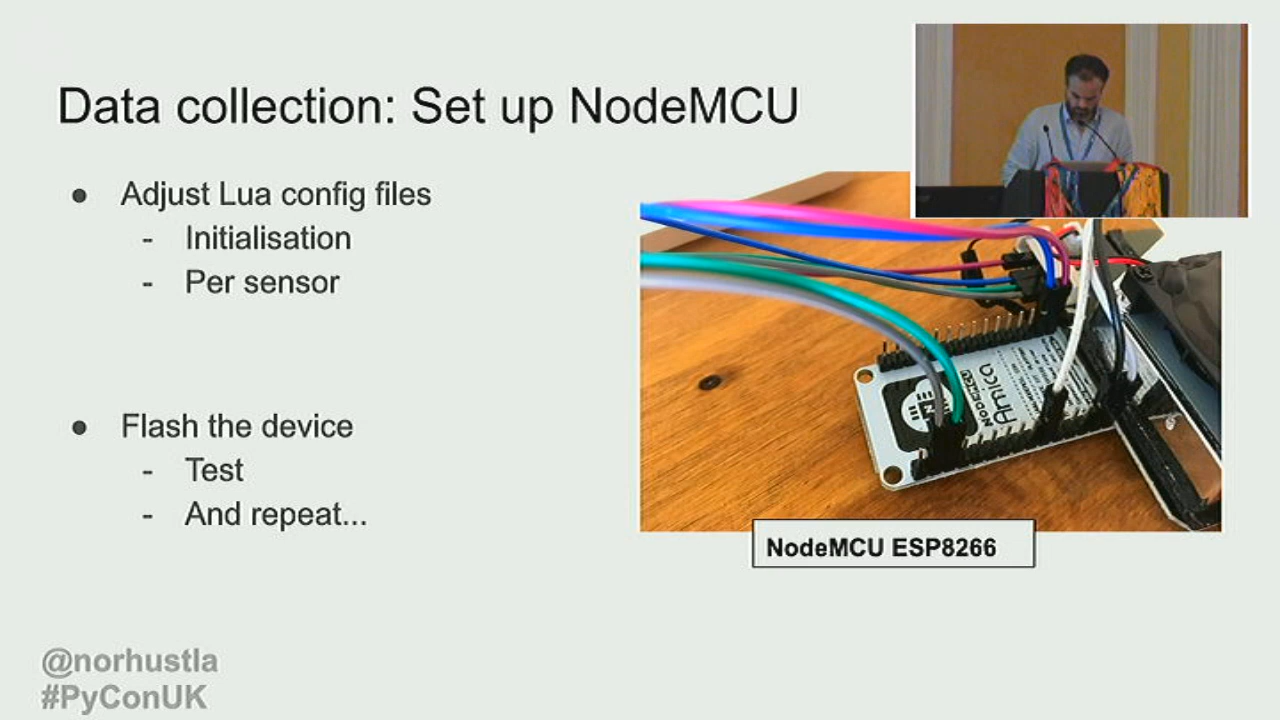 Data collection: Set up NodeMCU
● Adjust Lua config files
- Initialisation
- Per sensor
● Flash the device
- Test
- And repeat...
NODEMCU
Amica
NodeMCU ESP8266
@norhustla
#PyConUK